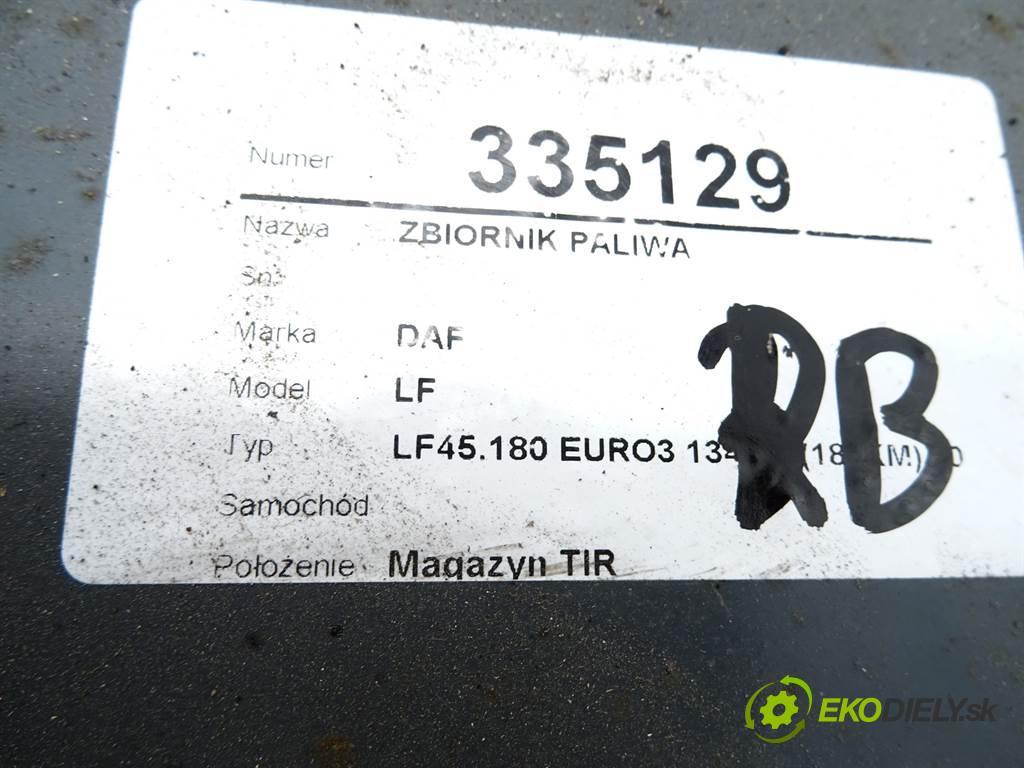 Numer 335129
Nazwa ZBIORNIK PALIWA
Sn:
Marka DAF
Model LF
Typ LF45.180 EURO3
Samochód
Położenie Magazyn TIR
RB
EKODIELY.sk